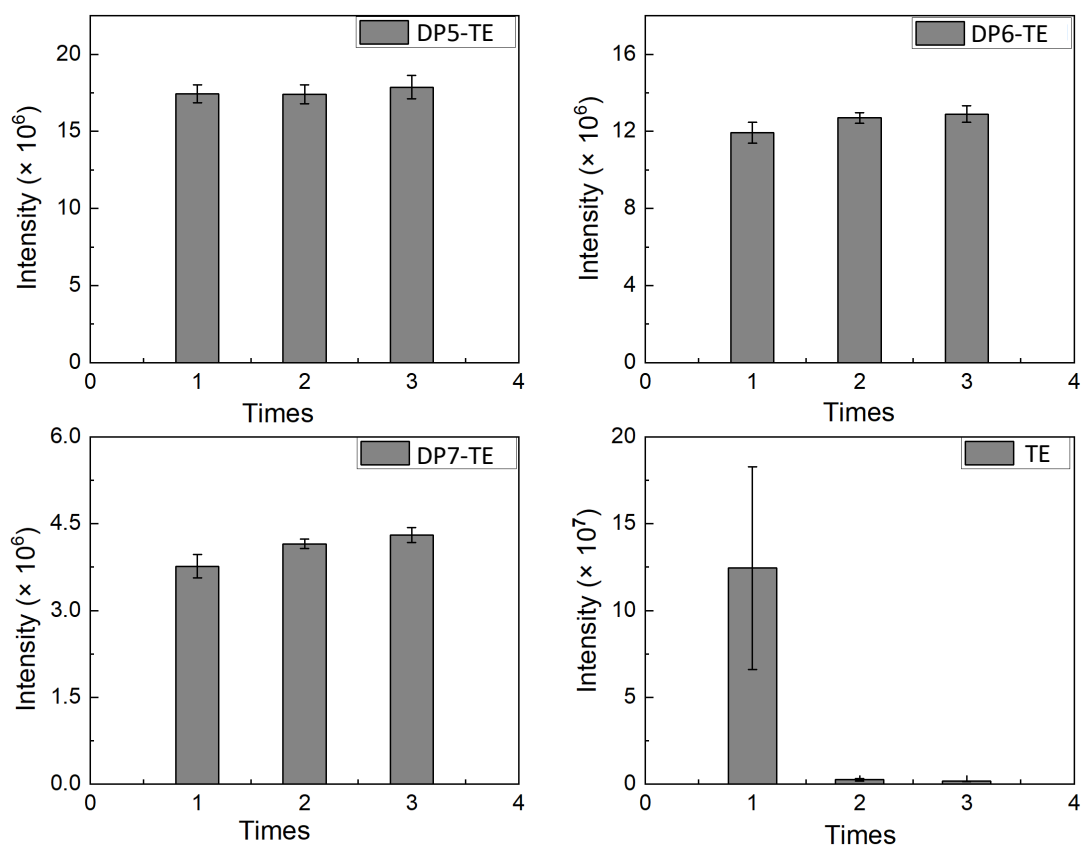 DP5-TE
Intensity (× 10⁶)
20
15
10
5
0
0 1 2 3 4
Times
DP6-TE
Intensity (× 10⁶)
16
12
8
4
0
0 1 2 3 4
Times
DP7-TE
Intensity (× 10⁶)
6.0
4.5
3.0
1.5
0.0
0 1 2 3 4
Times
TE
Intensity (× 10⁷)
20
15
10
5
0
0 1 2 3 4
Times